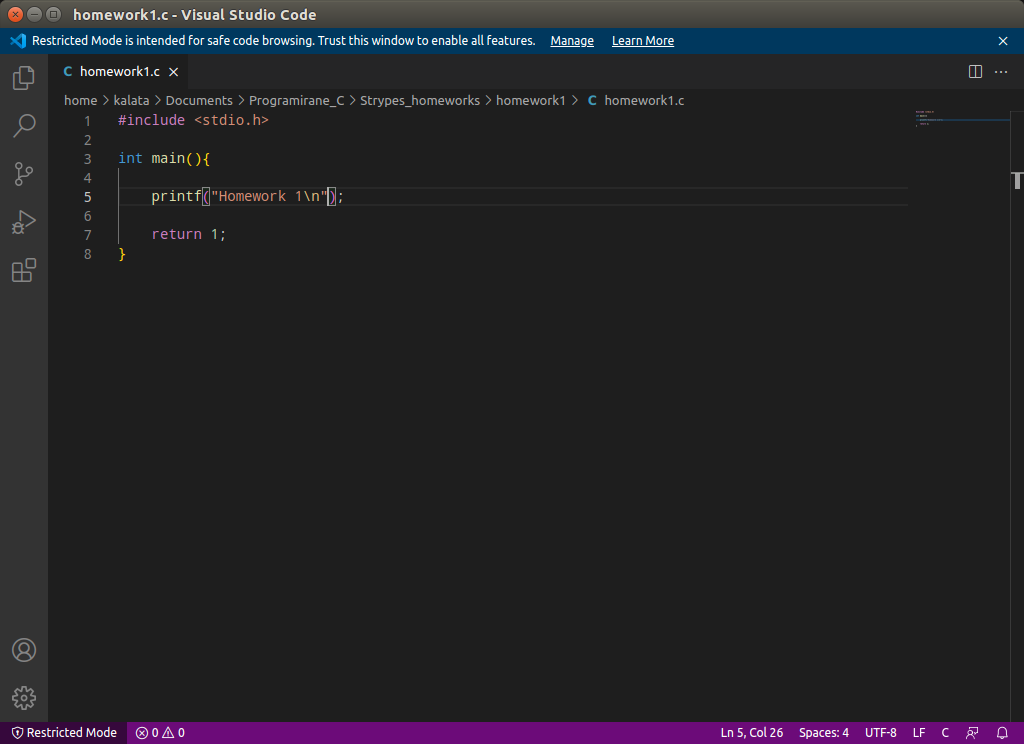 homework1.c - Visual Studio Code
Restricted Mode is intended for safe code browsing. Trust this window to enable all features. Manage Learn More
C homework1.c
home > kalata > Documents > Programirane_C > Strypes_homeworks > homework1 > C homework1.c
1 #include <stdio.h>
2
3 int main(){
4
5     printf("Homework 1\n");
6
7     return 1;
8 }
Restricted Mode 0 0 Ln 5, Col 26 Spaces: 4 UTF-8 LF C